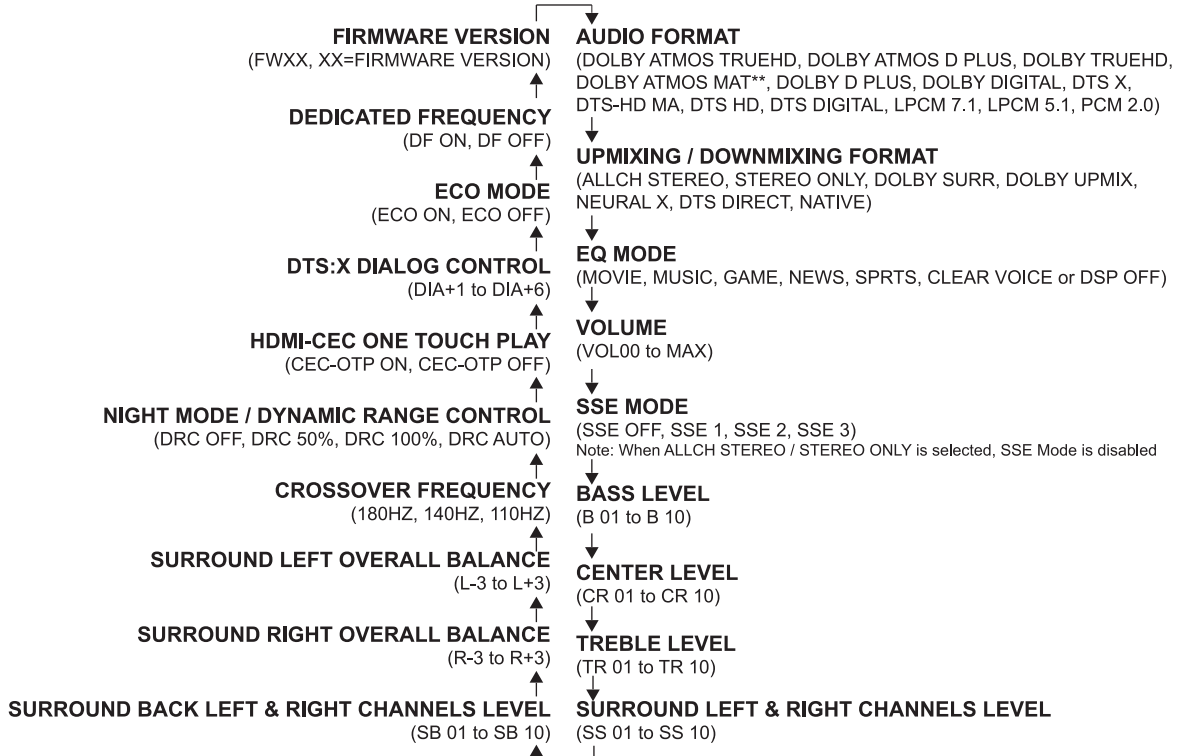 FIRMWARE VERSION
(FWXX, XX=FIRMWARE VERSION)
DEDICATED FREQUENCY
(DF ON, DF OFF)
ECO MODE
(ECO ON, ECO OFF)
DTS:X DIALOG CONTROL
(DIA+1 to DIA+6)
HDMI-CEC ONE TOUCH PLAY
(CEC-OTP ON, CEC-OTP OFF)
NIGHT MODE / DYNAMIC RANGE CONTROL
(DRC OFF, DRC 50%, DRC 100%, DRC AUTO)
CROSSOVER FREQUENCY
(180HZ, 140HZ, 110HZ)
SURROUND LEFT OVERALL BALANCE
(L-3 to L+3)
SURROUND RIGHT OVERALL BALANCE
(R-3 to R+3)
SURROUND BACK LEFT & RIGHT CHANNELS LEVEL
(SB 01 to SB 10)
AUDIO FORMAT
(DOLBY ATMOS TRUEHD, DOLBY ATMOS D PLUS, DOLBY TRUEHD,
DOLBY ATMOS MAT**, DOLBY D PLUS, DOLBY DIGITAL, DTS X,
DTS-HD MA, DTS HD, DTS DIGITAL, LPCM 7.1, LPCM 5.1, PCM 2.0)
UPMIXING / DOWNMIXING FORMAT
(ALLCH STEREO, STEREO ONLY, DOLBY SURR, DOLBY UPMIX,
NEURAL X, DTS DIRECT, NATIVE)
EQ MODE
(MOVIE, MUSIC, GAME, NEWS, SPRTS, CLEAR VOICE or DSP OFF)
VOLUME
(VOL00 to MAX)
SSE MODE
(SSE OFF, SSE 1, SSE 2, SSE 3)
Note: When ALLCH STEREO / STEREO ONLY is selected, SSE Mode is disabled
BASS LEVEL
(B 01 to B 10)
CENTER LEVEL
(CR 01 to CR 10)
TREBLE LEVEL
(TR 01 to TR 10)
SURROUND LEFT & RIGHT CHANNELS LEVEL
(SS 01 to SS 10)